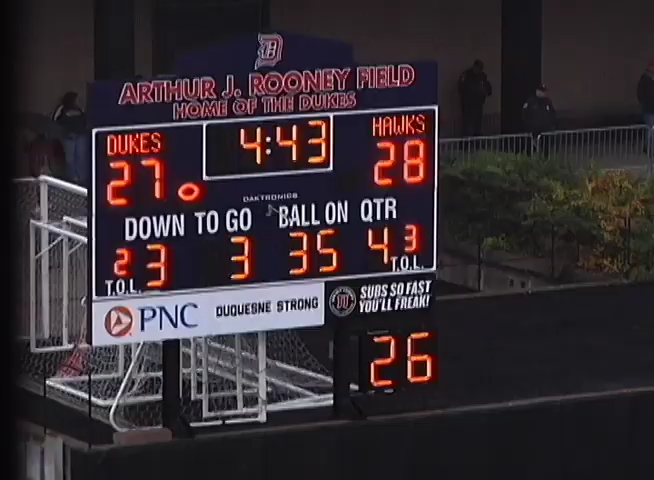 D
ARTHUR J. ROONEY FIELD
HOME OF THE DUKES
DUKES 4:43 HAWKS
27 28
DAKTRONICS
DOWN TO GO BALL ON QTR
2 3 3 35 4 3
T.O.L. T.O.L.
PNC DUQUESNE STRONG SUBS SO FAST
YOU'LL FREAK!
26